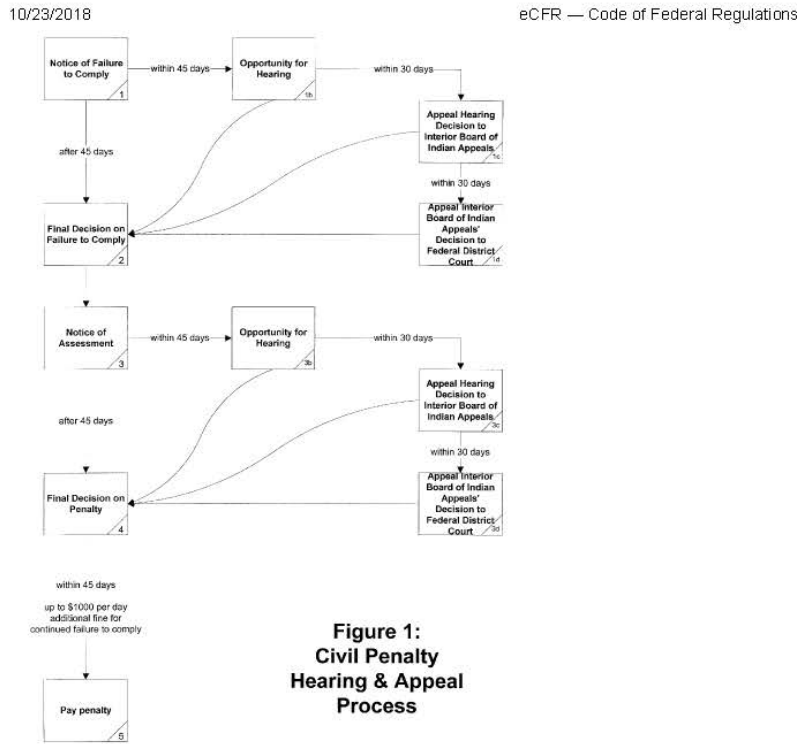 10/23/2018
eCFR — Code of Federal Regulations
Notice of Failure
to Comply
1
within 45 days
Opportunity for
Hearing
1b
within 30 days
Appeal Hearing
Decision to
Interior Board of
Indian Appeals
1c
after 45 days
within 30 days
Final Decision on
Failure to Comply
2
Appeal Interior
Board of Indian
Appeals'
Decision to
Federal District
Court
1d
Notice of
Assessment
3
within 45 days
Opportunity for
Hearing
3b
within 30 days
Appeal Hearing
Decision to
Interior Board of
Indian Appeals
3c
after 45 days
within 30 days
Final Decision on
Penalty
4
Appeal Interior
Board of Indian
Appeals'
Decision to
Federal District
Court
3d
within 45 days
up to $1000 per day
additional fine for
continued failure to comply
Pay penalty
5
Figure 1:
Civil Penalty
Hearing & Appeal
Process